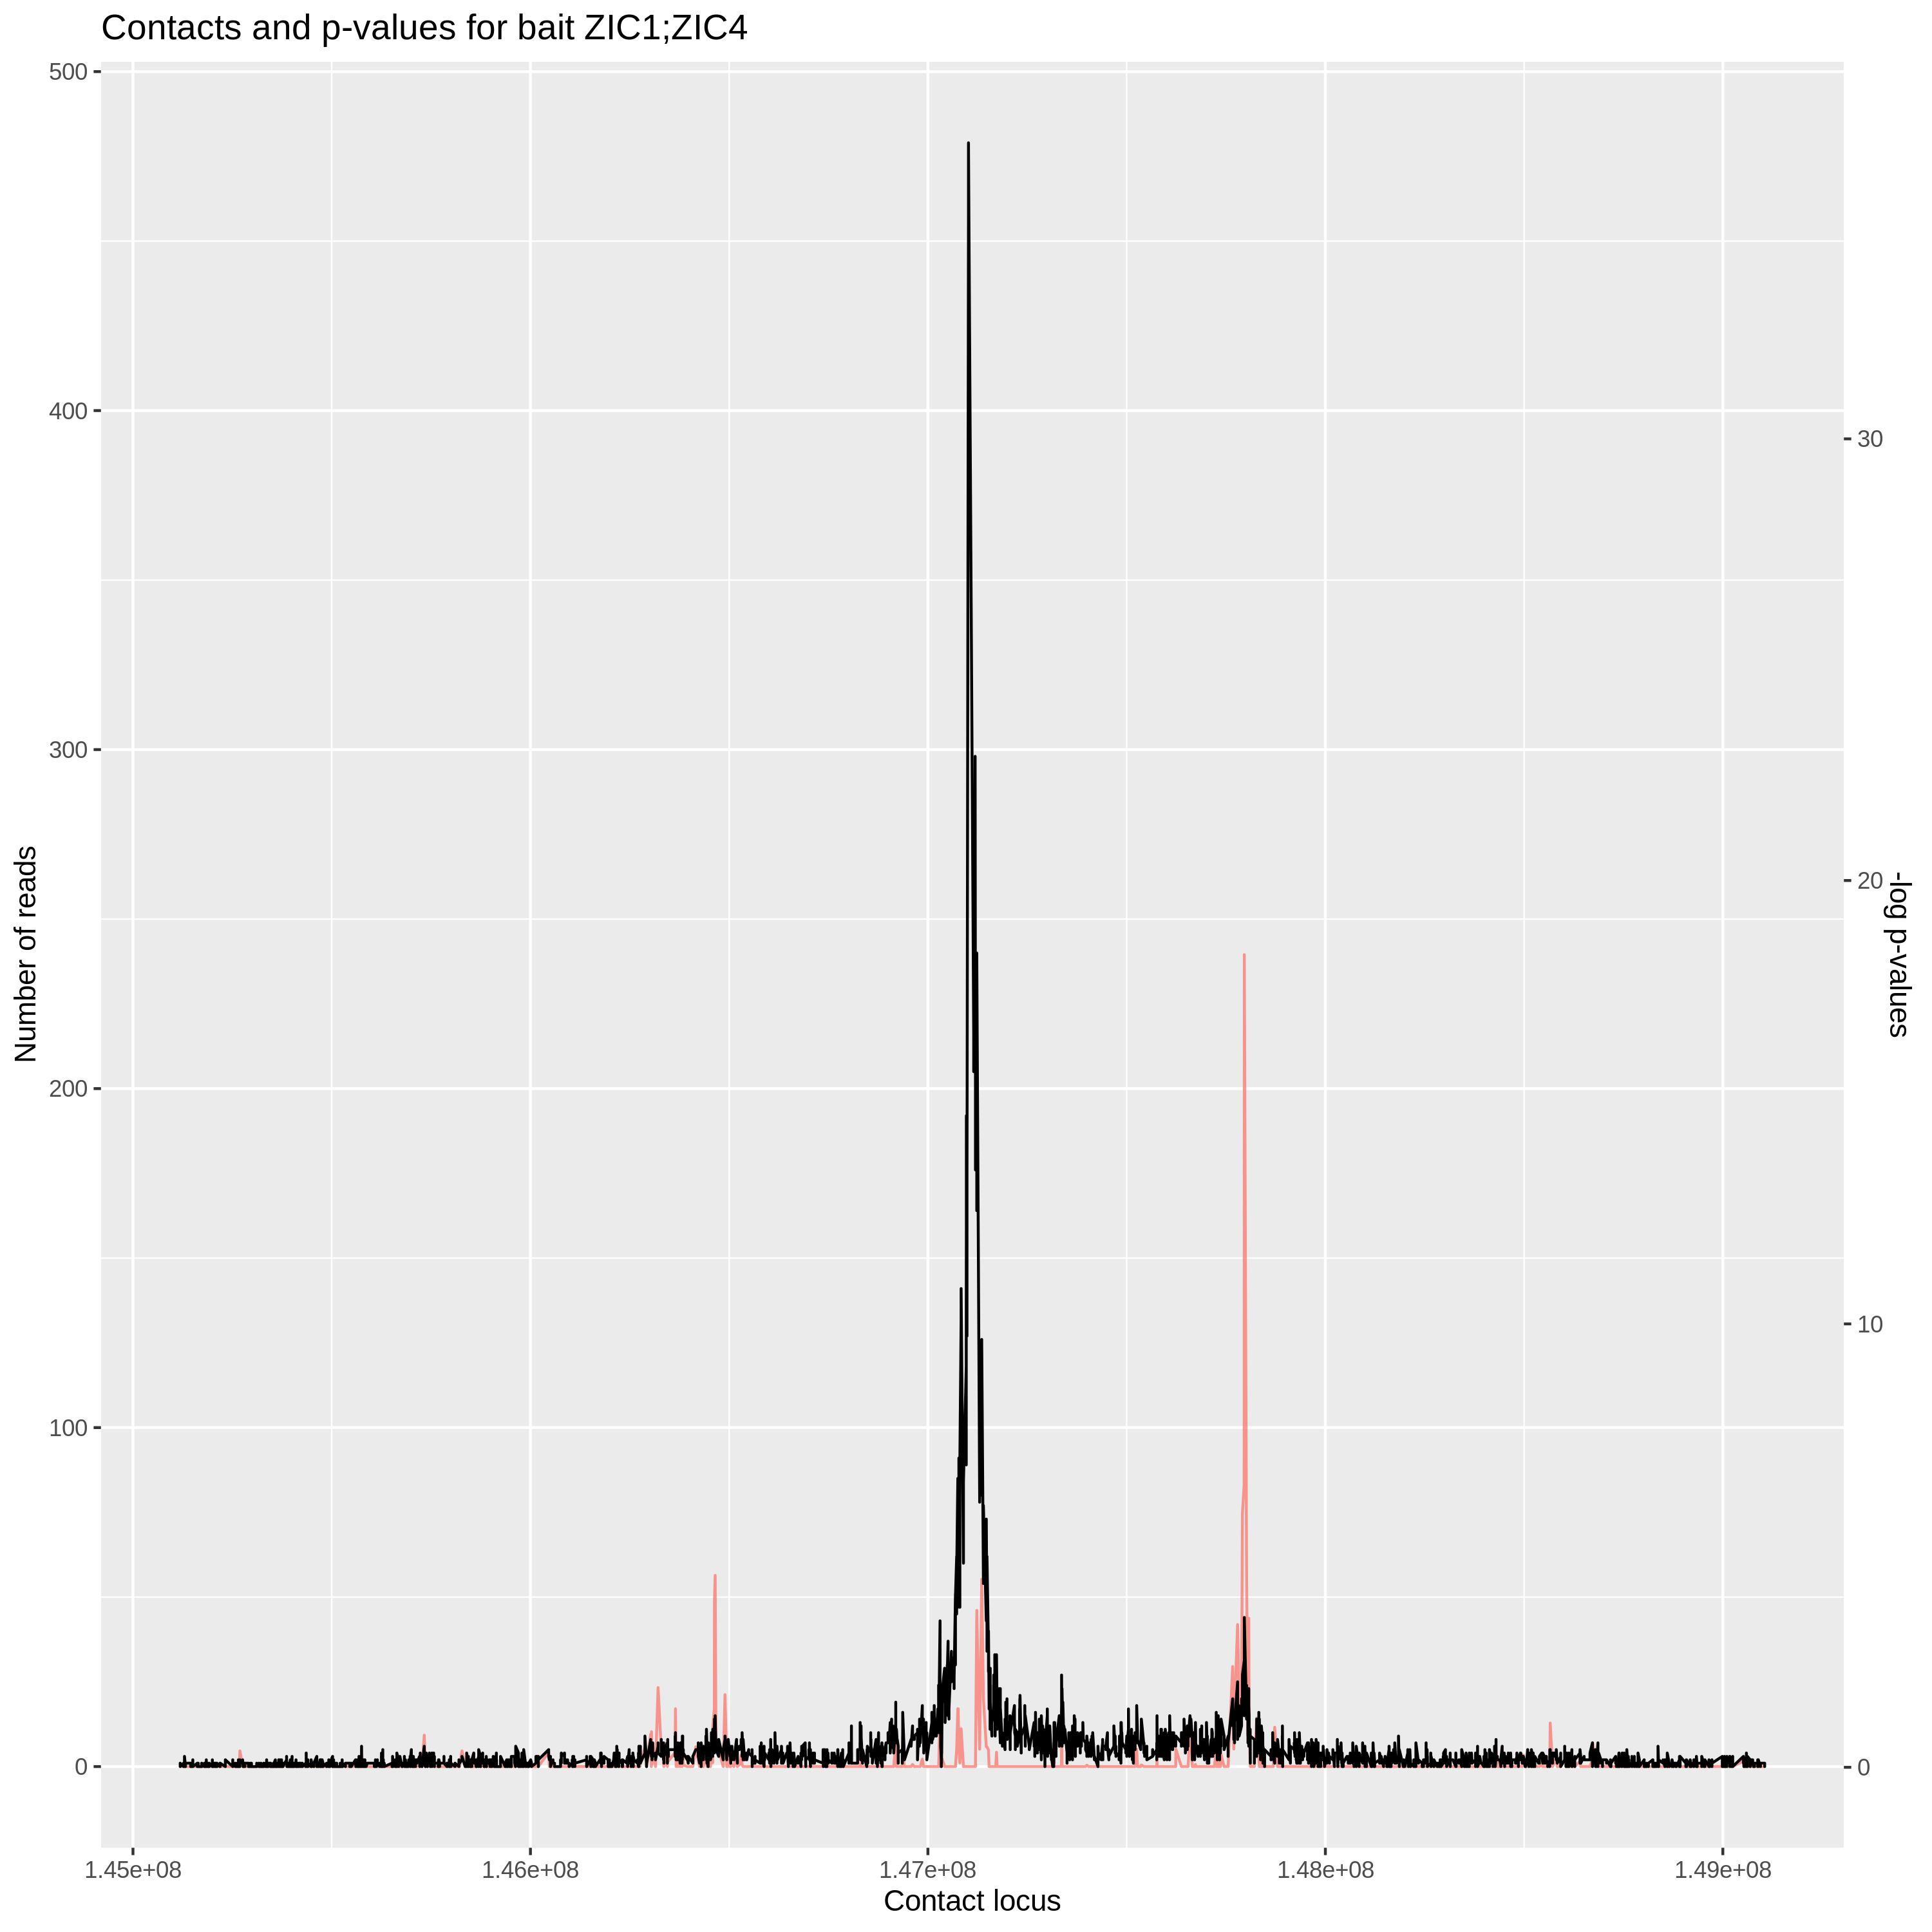 Contacts and p-values for bait ZIC1;ZIC4
500
400
300
200
100
0
Number of reads
30
20
10
0
-log p-values
1.45e+08
1.46e+08
1.47e+08
1.48e+08
1.49e+08
Contact locus